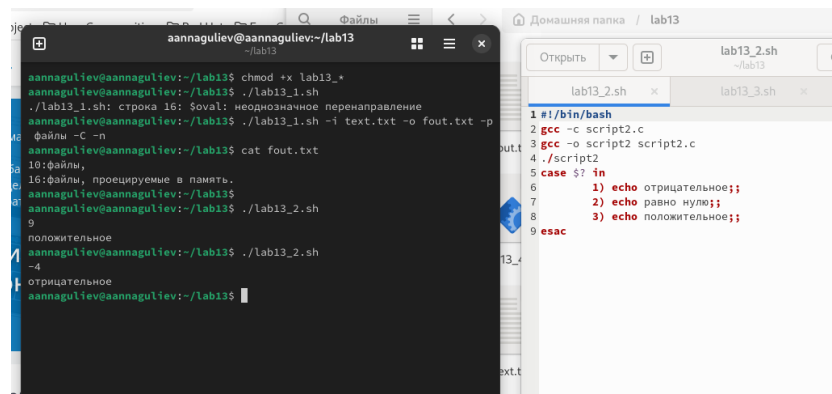 Файлы
Домашняя папка / lab13
aannaguliev@aannaguliev:~/lab13
~/lab13
aannaguliev@aannaguliev:~/lab13$ chmod +x lab13_*
aannaguliev@aannaguliev:~/lab13$ ./lab13_1.sh
./lab13_1.sh: строка 16: $oval: неоднозначное перенаправление
aannaguliev@aannaguliev:~/lab13$ ./lab13_1.sh -i text.txt -o fout.txt -p
файлы -C -n
aannaguliev@aannaguliev:~/lab13$ cat fout.txt
10:файлы,
16:файлы, проецируемые в память.
aannaguliev@aannaguliev:~/lab13$
aannaguliev@aannaguliev:~/lab13$ ./lab13_2.sh
9
положительное
aannaguliev@aannaguliev:~/lab13$ ./lab13_2.sh
-4
отрицательное
aannaguliev@aannaguliev:~/lab13$
Открыть
lab13_2.sh
~/lab13
lab13_2.sh
lab13_3.sh
1 #!/bin/bash
2 gcc -c script2.c
3 gcc -o script2 script2.c
4 ./script2
5 case $? in
6 1) echo отрицательное;;
7 2) echo равно нулю;;
8 3) echo положительное;;
9 esac